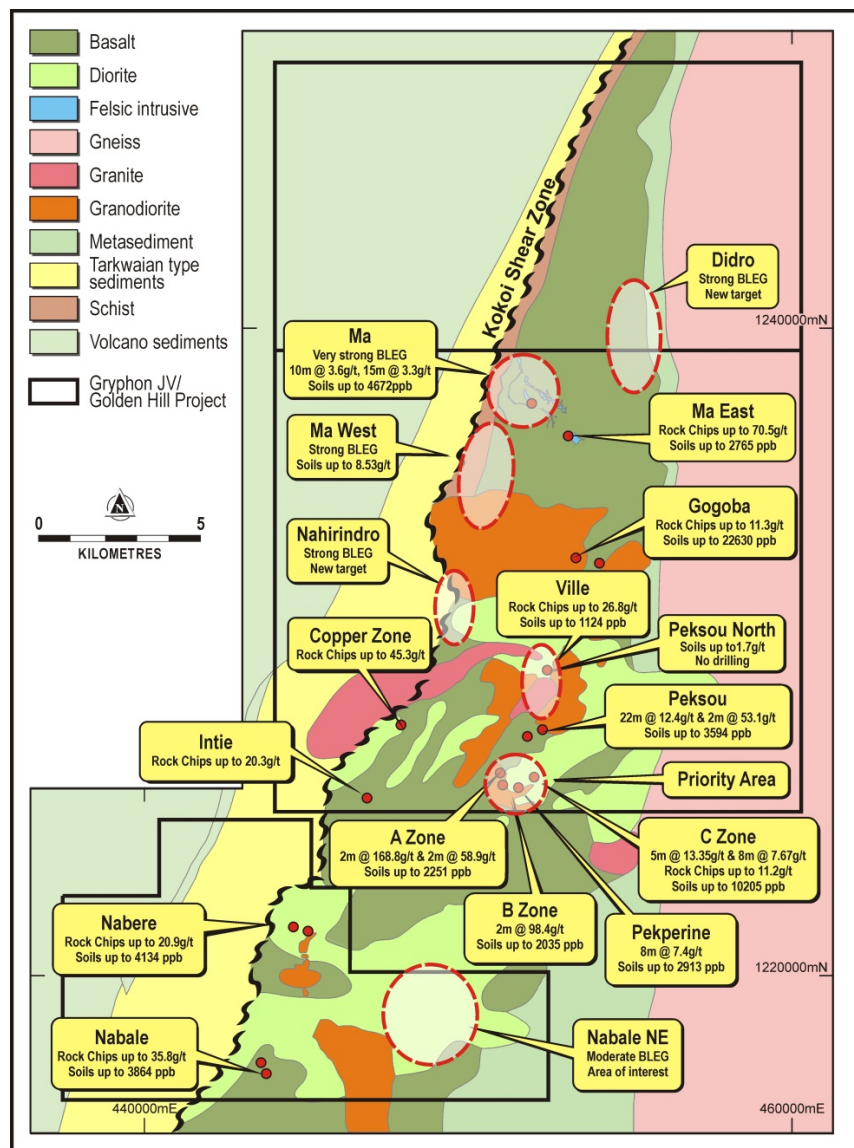 Basalt
Diorite
Felsic intrusive
Gneiss
Granite
Granodiorite
Metasediment
Tarkwaian type
sediments
Schist
Volcano sediments
Gryphon JV/
Golden Hill Project
N
0
5
KILOMETRES
Kokoi Shear Zone
Didro
Strong BLEG
New target
1240000mN
Ma
Very strong BLEG
10m @ 3.6g/t, 15m @ 3.3g/t
Soils up to 4672ppb
Ma East
Rock Chips up to 70.5g/t
Soils up to 2765 ppb
Ma West
Strong BLEG
Soils up to 8.53g/t
Gogoba
Rock Chips up to 11.3g/t
Soils up to 22630 ppb
Nahirindro
Strong BLEG
New target
Ville
Rock Chips up to 26.8g/t
Soils up to 1124 ppb
Copper Zone
Rock Chips up to 45.3g/t
Peksou North
Soils up to1.7g/t
No drilling
Peksou
22m @ 12.4g/t & 2m @ 53.1g/t
Soils up to 3594 ppb
Intie
Rock Chips up to 20.3g/t
Priority Area
A Zone
2m @ 168.8g/t & 2m @ 58.9g/t
Soils up to 2251 ppb
C Zone
5m @ 13.35g/t & 8m @ 7.67g/t
Rock Chips up to 11.2g/t
Soils up to 10205 ppb
B Zone
2m @ 98.4g/t
Soils up to 2035 ppb
Pekperine
8m @ 7.4g/t
Soils up to 2913 ppb
Nabere
Rock Chips up to 20.9g/t
Soils up to 4134 ppb
1220000mN
Nabale
Rock Chips up to 35.8g/t
Soils up to 3864 ppb
Nabale NE
Moderate BLEG
Area of interest
440000mE
460000mE